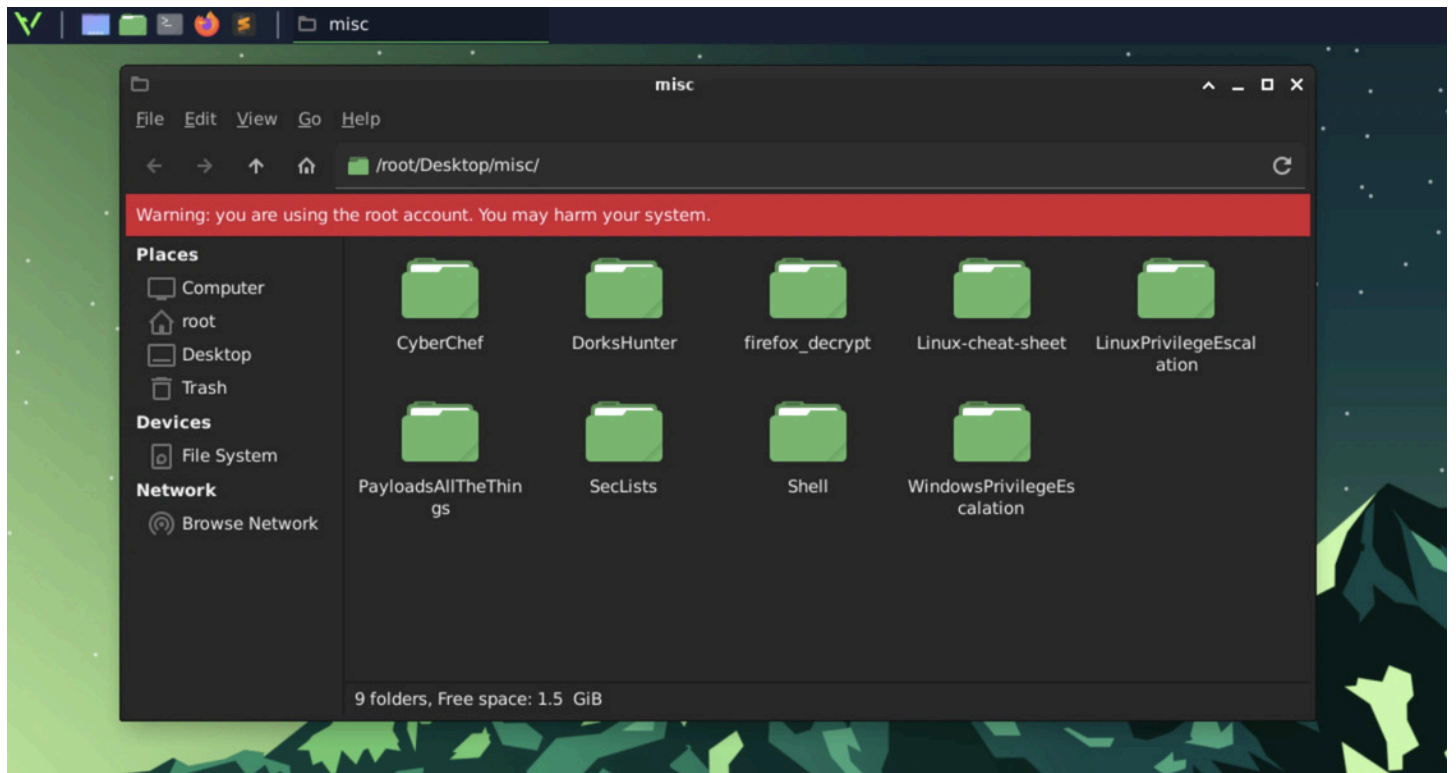 misc
misc
File Edit View Go Help
/root/Desktop/misc/
Warning: you are using the root account. You may harm your system.
Places
Computer
root
Desktop
Trash
Devices
File System
Network
Browse Network
CyberChef
DorksHunter
firefox_decrypt
Linux-cheat-sheet
LinuxPrivilegeEscal
ation
PayloadsAllTheThin
gs
SecLists
Shell
WindowsPrivilegeEs
calation
9 folders, Free space: 1.5 GiB